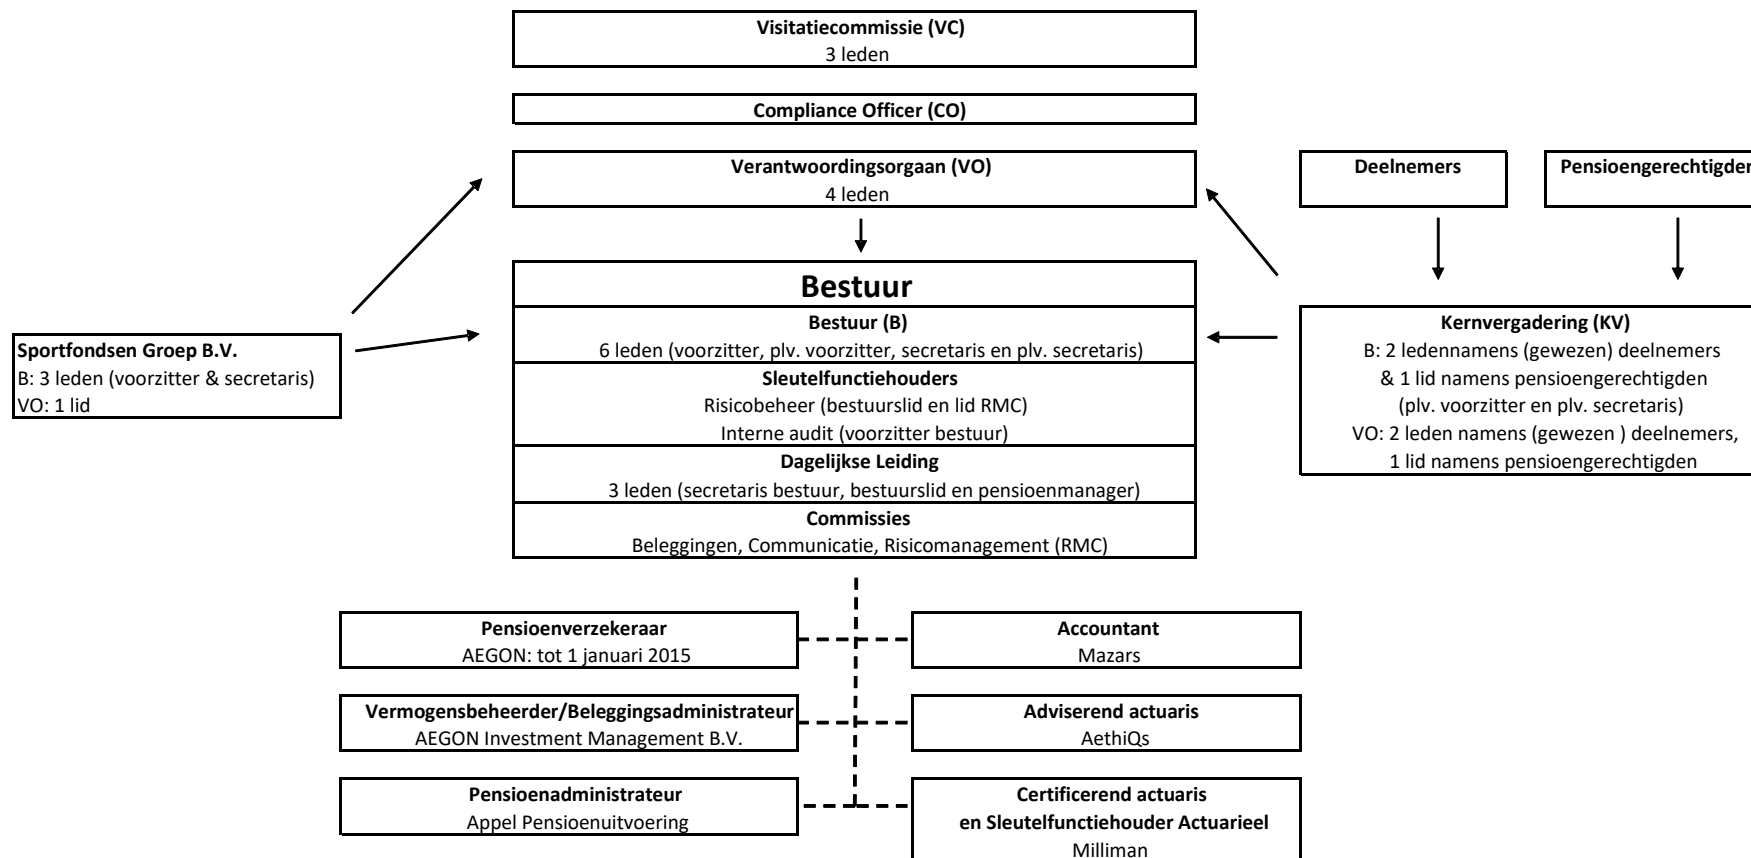 Visitatiecommissie (VC)
3 leden
Compliance Officer (CO)
Verantwoordingsorgaan (VO)
4 leden
Deelnemers
Pensioengerechtigden
Bestuur
Bestuur (B)
6 leden (voorzitter, plv. voorzitter, secretaris en plv. secretaris)
Sleutelfunctiehouders
Risicobeheer (bestuurslid en lid RMC)
Interne audit (voorzitter bestuur)
Dagelijkse Leiding
3 leden (secretaris bestuur, bestuurslid en pensioenmanager)
Commissies
Beleggingen, Communicatie, Risicomanagement (RMC)
Sportfondsen Groep B.V.
B: 3 leden (voorzitter & secretaris)
VO: 1 lid
Kernvergadering (KV)
B: 2 ledennamens (gewezen) deelnemers
& 1 lid namens pensioengerechtigden
(plv. voorzitter en plv. secretaris)
VO: 2 leden namens (gewezen ) deelnemers,
1 lid namens pensioengerechtigden
Pensioenverzekeraar
AEGON: tot 1 januari 2015
Accountant
Mazars
Vermogensbeheerder/Beleggingsadministrateur
AEGON Investment Management B.V.
Adviserend actuaris
AethiQs
Pensioenadministrateur
Appel Pensioenuitvoering
Certificerend actuaris
en Sleutelfunctiehouder Actuarieel
Milliman